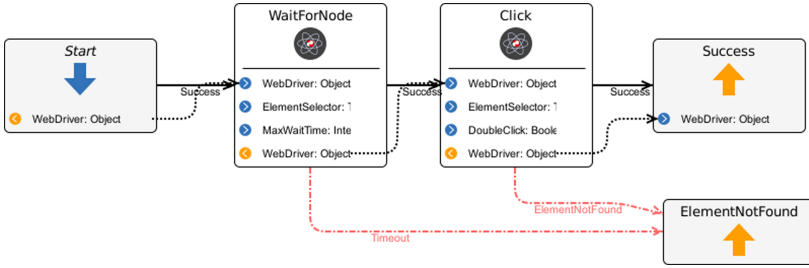 Start
WebDriver: Object
Success
WaitForNode
WebDriver: Object
ElementSelector: T
MaxWaitTime: Inte
WebDriver: Object
Success
Click
WebDriver: Object
ElementSelector: T
DoubleClick: Boole
WebDriver: Object
Success
Success
WebDriver: Object
ElementNotFound
Timeout
ElementNotFound